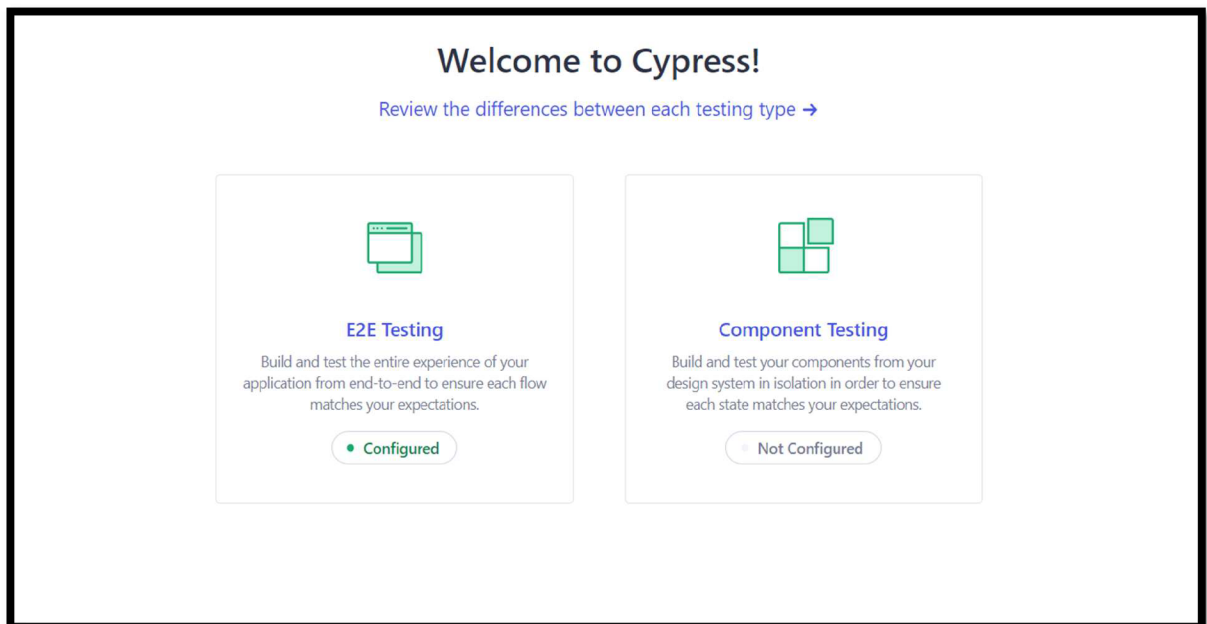 Welcome to Cypress!
Review the differences between each testing type →
E2E Testing
Build and test the entire experience of your
application from end-to-end to ensure each flow
matches your expectations.
Configured
Component Testing
Build and test your components from your
design system in isolation in order to ensure
each state matches your expectations.
Not Configured